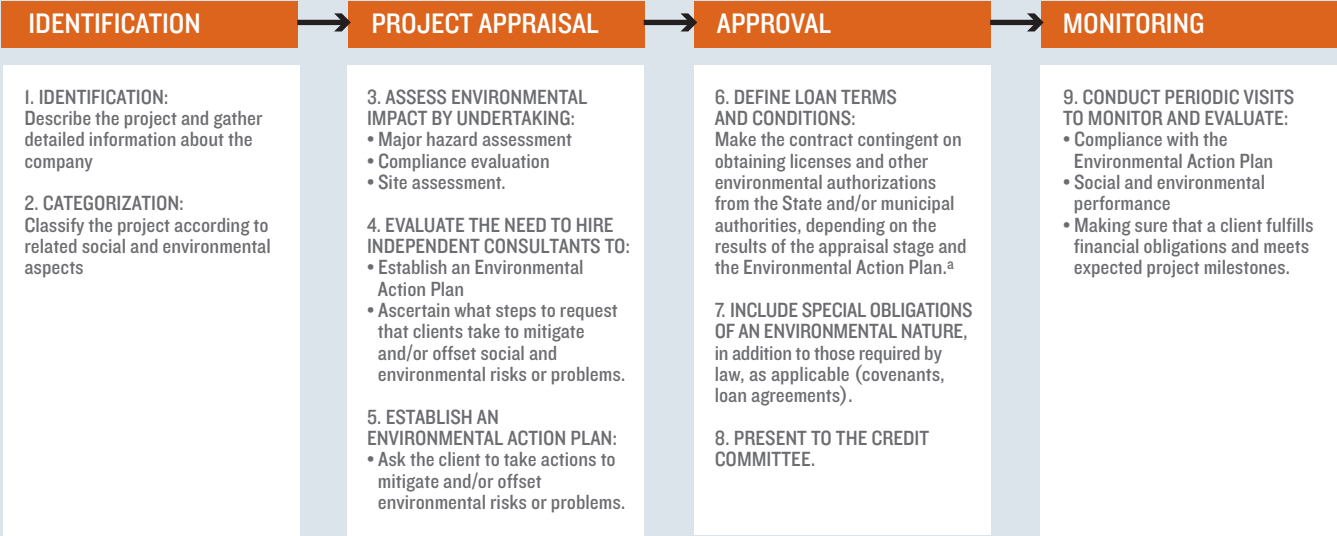 IDENTIFICATION
1. IDENTIFICATION:
Describe the project and gather
detailed information about the
company
2. CATEGORIZATION:
Classify the project according to
related social and environmental
aspects
PROJECT APPRAISAL
3. ASSESS ENVIRONMENTAL
IMPACT BY UNDERTAKING:
• Major hazard assessment
• Compliance evaluation
• Site assessment.
4. EVALUATE THE NEED TO HIRE
INDEPENDENT CONSULTANTS TO:
• Establish an Environmental
Action Plan
• Ascertain what steps to request
that clients take to mitigate
and/or offset social and
environmental risks or problems.
5. ESTABLISH AN
ENVIRONMENTAL ACTION PLAN:
• Ask the client to take actions to
mitigate and/or offset
environmental risks or problems.
APPROVAL
6. DEFINE LOAN TERMS
AND CONDITIONS:
Make the contract contingent on
obtaining licenses and other
environmental authorizations
from the State and/or municipal
authorities, depending on the
results of the appraisal stage and
the Environmental Action Plan.ª
7. INCLUDE SPECIAL OBLIGATIONS
OF AN ENVIRONMENTAL NATURE,
in addition to those required by
law, as applicable (covenants,
loan agreements).
8. PRESENT TO THE CREDIT
COMMITTEE.
MONITORING
9. CONDUCT PERIODIC VISITS
TO MONITOR AND EVALUATE:
• Compliance with the
Environmental Action Plan
• Social and environmental
performance
• Making sure that a client fulfills
financial obligations and meets
expected project milestones.